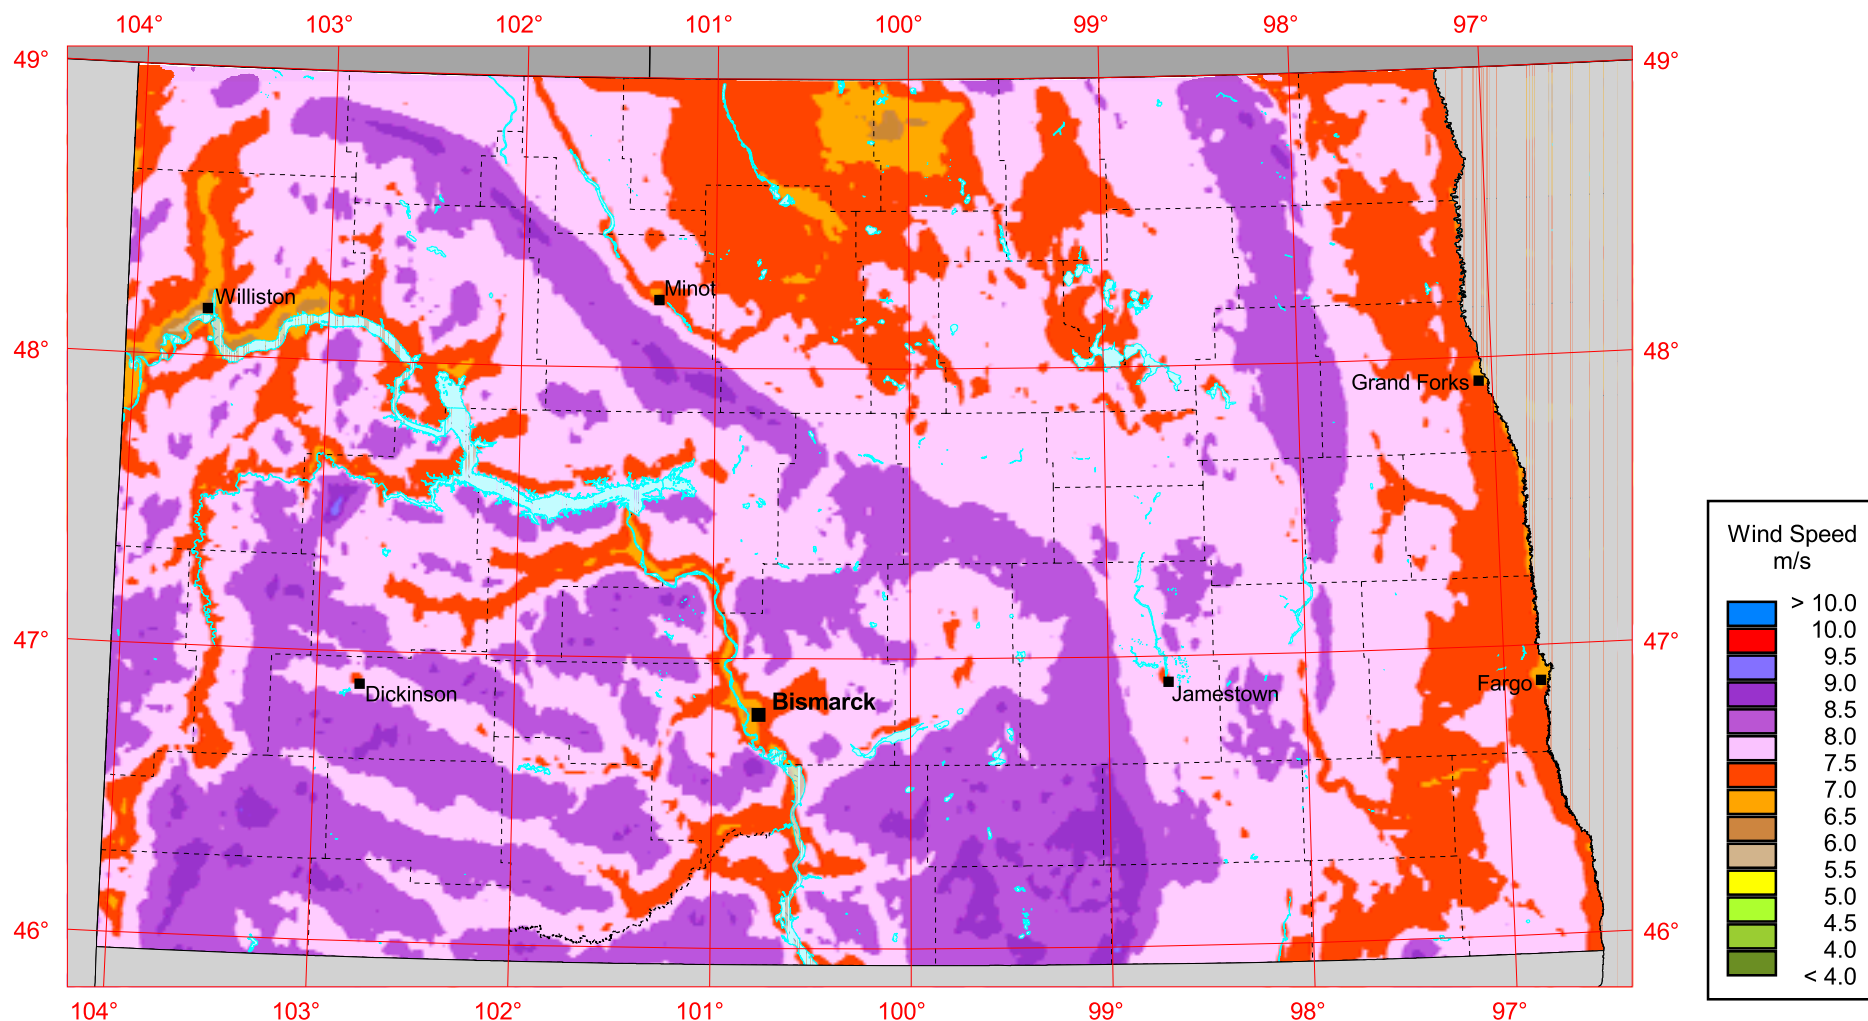 104° 103° 102° 101° 100° 99° 98° 97°
49° 49°
Williston
Minot
48° 48°
Grand Forks
Wind Speed
m/s
> 10.0
10.0
9.5
9.0
8.5
8.0
7.5
7.0
6.5
6.0
5.5
5.0
4.5
4.0
< 4.0
47° 47°
Dickinson
Bismarck
Jamestown
Fargo
46° 46°
104° 103° 102° 101° 100° 99° 98° 97°